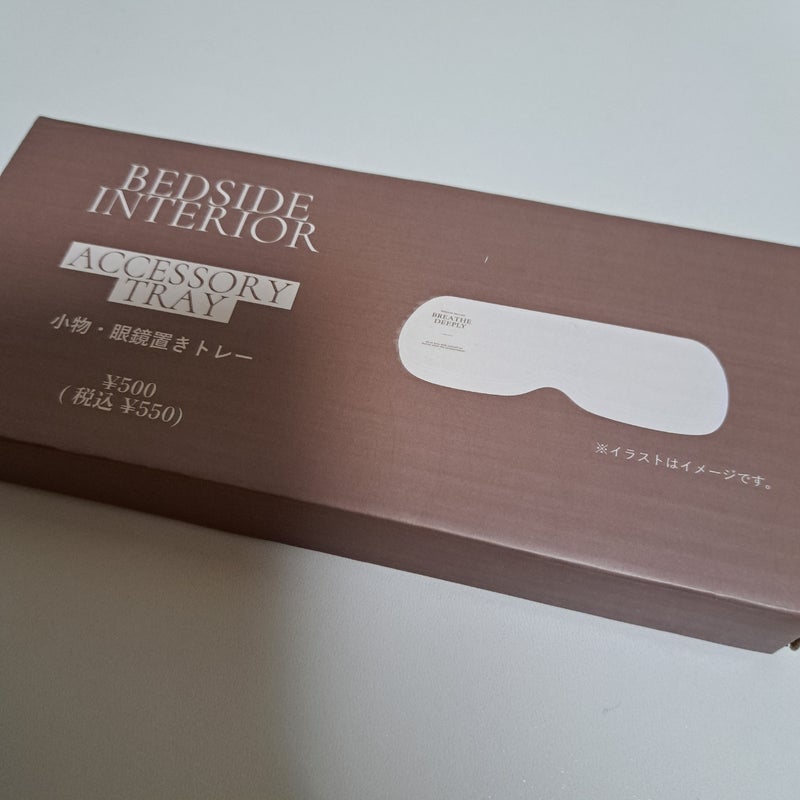 BEDSIDE
INTERIOR
ACCESSORY
TRAY
小物・眼鏡置きトレー
¥500
(税込 ¥550)
BREATHE
DEEPLY
※イラストはイメージです。